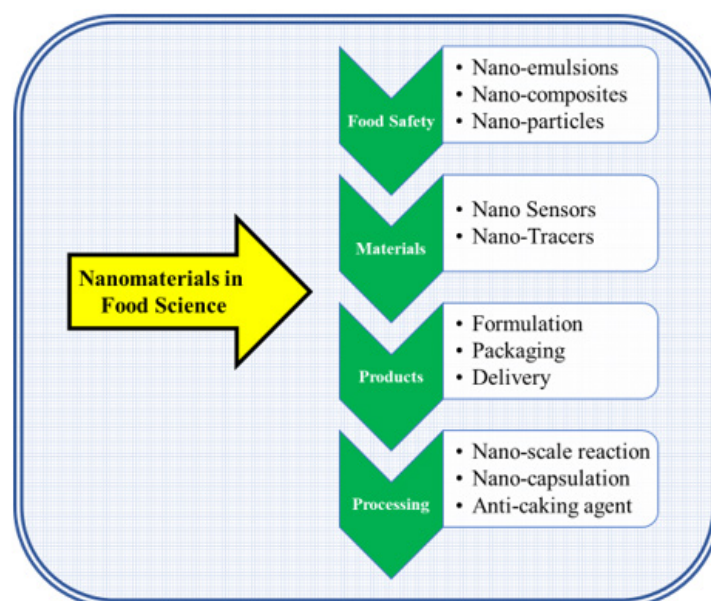 Nanomaterials in
Food Science
Food Safety
• Nano-emulsions
• Nano-composites
• Nano-particles
Materials
• Nano Sensors
• Nano-Tracers
Products
• Formulation
• Packaging
• Delivery
Processing
• Nano-scale reaction
• Nano-capsulation
• Anti-caking agent